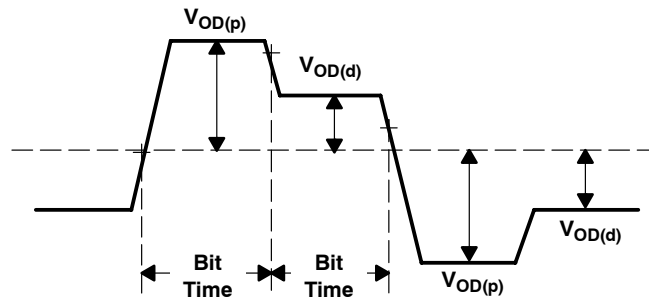 V_OD(p)
V_OD(d)
V_OD(d)
V_OD(p)
Bit
Time
Bit
Time